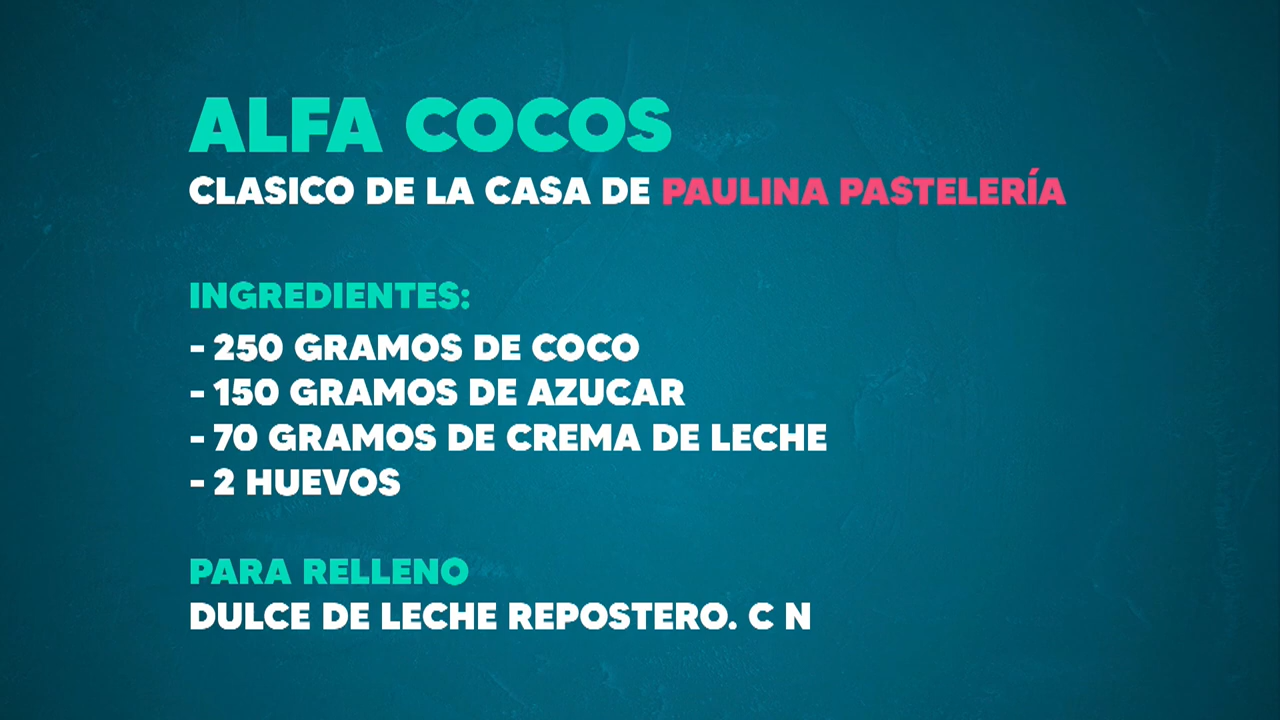 ALFA COCOS
CLASICO DE LA CASA DE PAULINA PASTELERÍA
INGREDIENTES:
- 250 GRAMOS DE COCO
- 150 GRAMOS DE AZUCAR
- 70 GRAMOS DE CREMA DE LECHE
- 2 HUEVOS
PARA RELLENO
DULCE DE LECHE REPOSTERO. C N